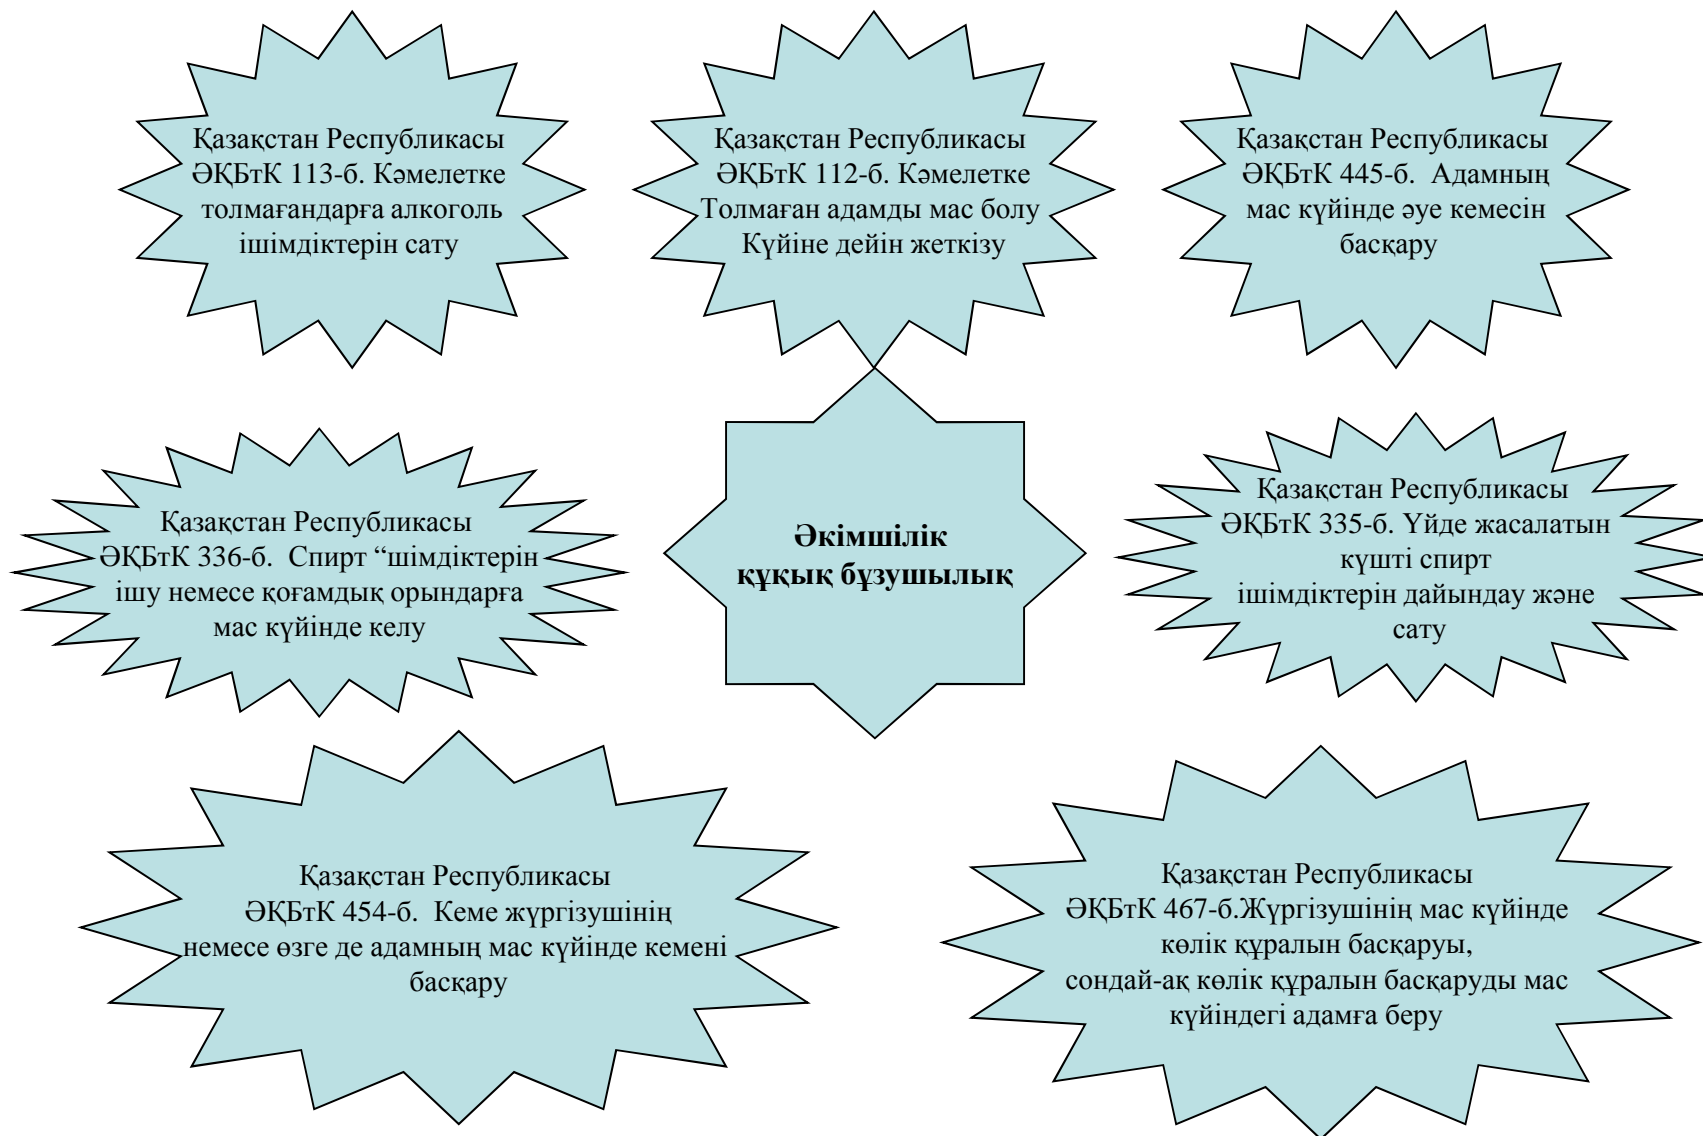 Қазақстан Республикасы
ӘҚБтК 113-б. Кәмелетке
толмағандарға алкоголь
ішімдіктерін сату
Қазақстан Республикасы
ӘҚБтК 112-б. Кәмелетке
Толмаған адамды мас болу
Күйіне дейін жеткізу
Қазақстан Республикасы
ӘҚБтК 445-б. Адамның
мас күйінде әуе кемесін
басқару
Қазақстан Республикасы
ӘҚБтК 336-б. Спирт “шімдіктерін
ішу немесе қоғамдық орындарға
мас күйінде келу
Әкімшілік
құқық бұзушылық
Қазақстан Республикасы
ӘҚБтК 335-б. Үйде жасалатын
күшті спирт
ішімдіктерін дайындау және
сату
Қазақстан Республикасы
ӘҚБтК 454-б. Кеме жүргізушінің
немесе өзге де адамның мас күйінде кемені
басқару
Қазақстан Республикасы
ӘҚБтК 467-б.Жүргізушінің мас күйінде
көлік құралын басқаруы,
сондай-ақ көлік құралын басқаруды мас
күйіндегі адамға беру